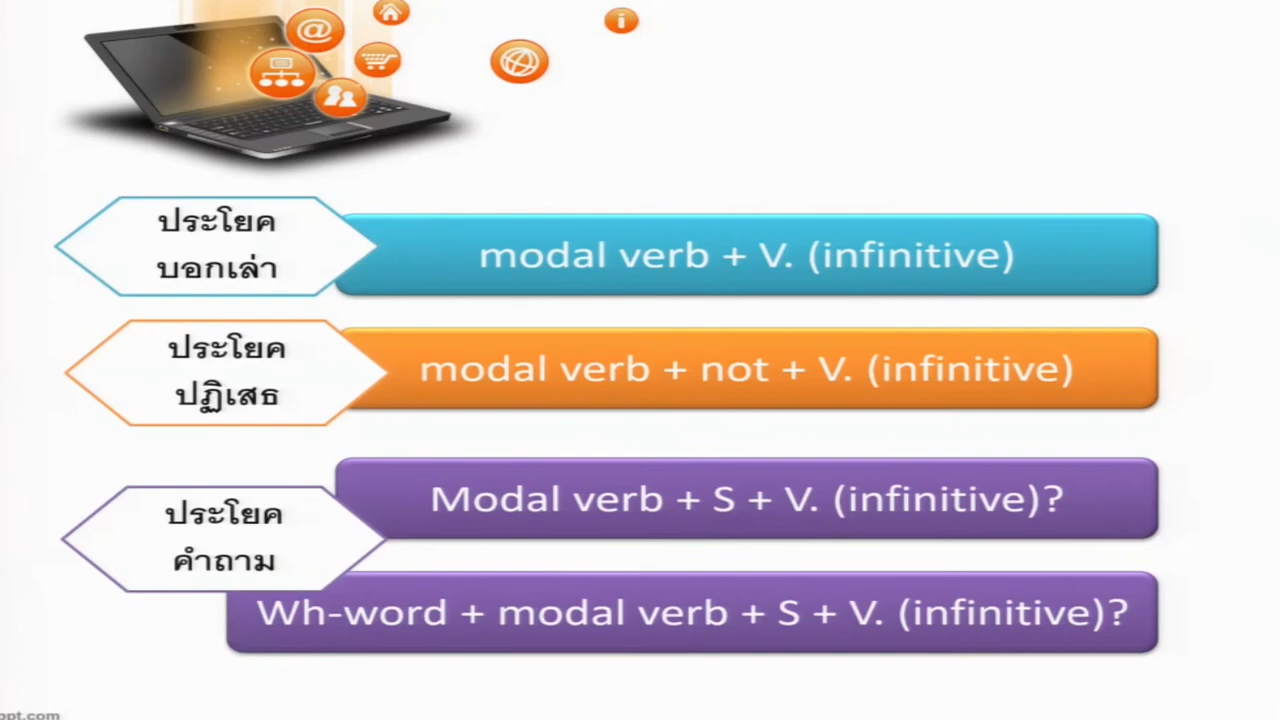 ประโยค
บอกเล่า
modal verb + V. (infinitive)
ประโยค
ปฏิเสธ
modal verb + not + V. (infinitive)
ประโยค
คำถาม
Modal verb + S + V. (infinitive)?
Wh-word + modal verb + S + V. (infinitive)?
ppt.com